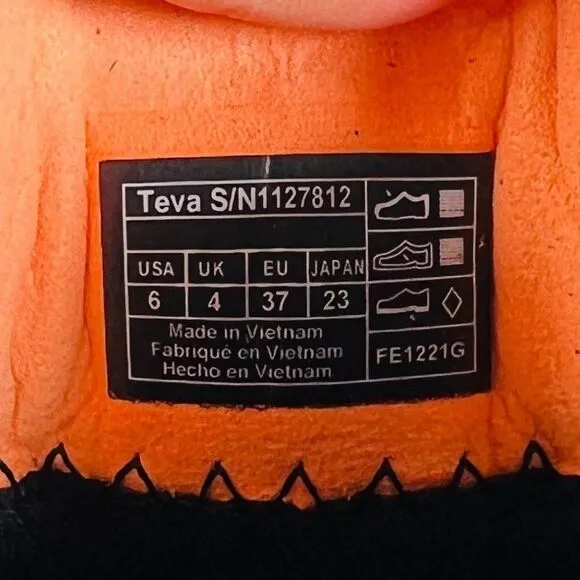 Teva S/N1127812
USA UK EU JAPAN
6 4 37 23
Made in Vietnam
Fabriqué en Vietnam
Hecho en Vietnam
FE1221G